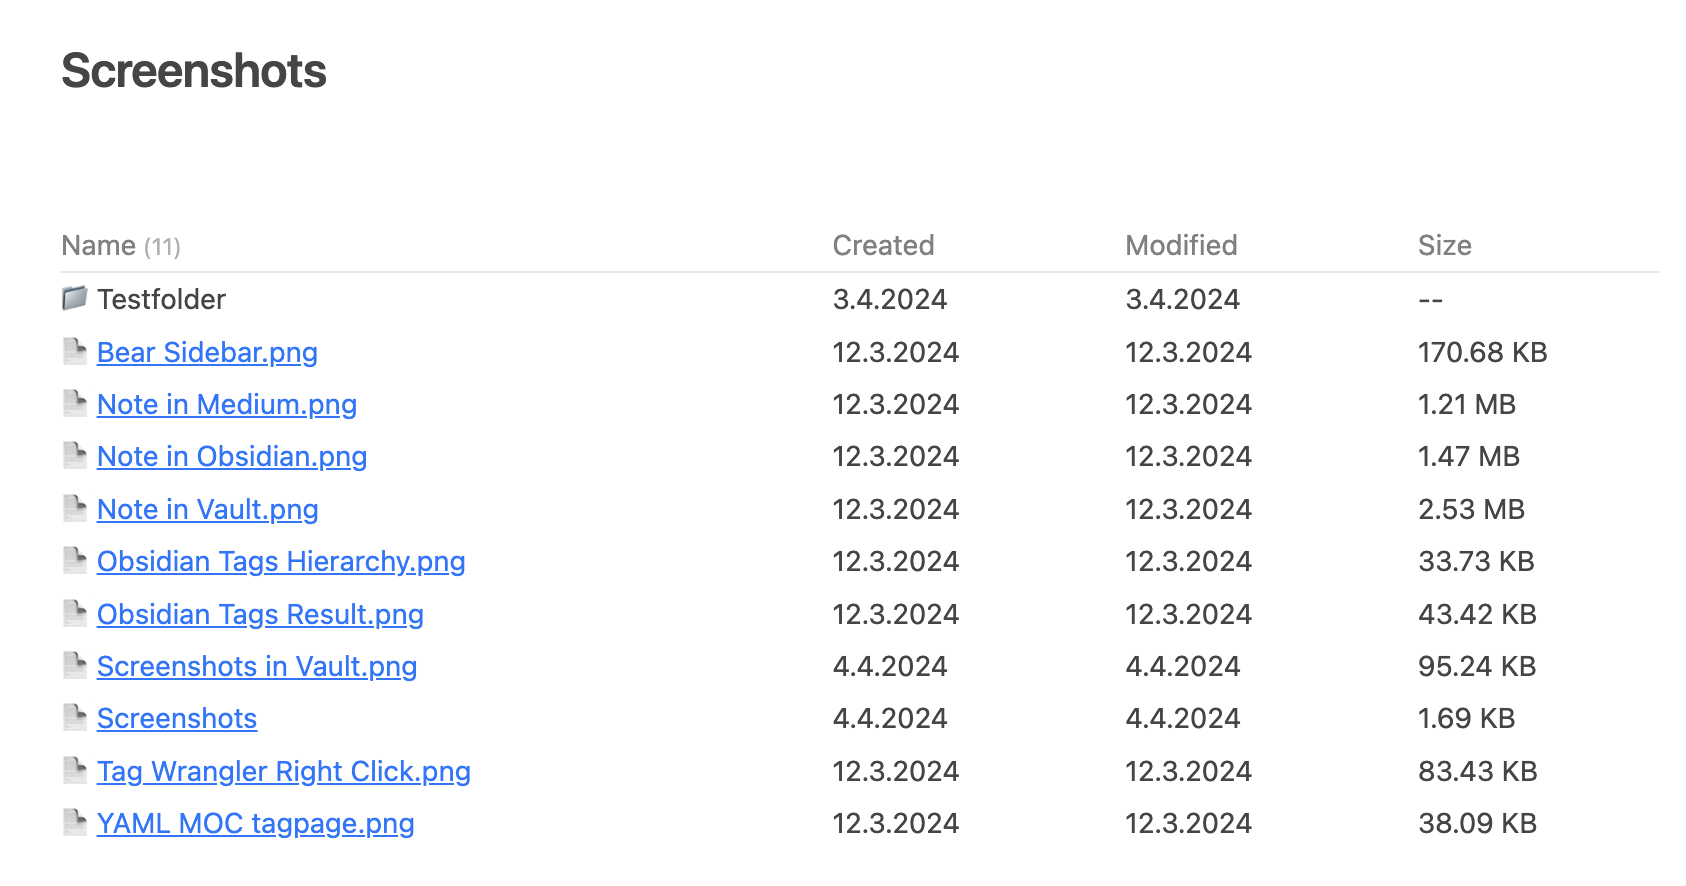 Screenshots
Name (11) Created Modified Size
Testfolder 3.4.2024 3.4.2024 --
Bear Sidebar.png 12.3.2024 12.3.2024 170.68 KB
Note in Medium.png 12.3.2024 12.3.2024 1.21 MB
Note in Obsidian.png 12.3.2024 12.3.2024 1.47 MB
Note in Vault.png 12.3.2024 12.3.2024 2.53 MB
Obsidian Tags Hierarchy.png 12.3.2024 12.3.2024 33.73 KB
Obsidian Tags Result.png 12.3.2024 12.3.2024 43.42 KB
Screenshots in Vault.png 4.4.2024 4.4.2024 95.24 KB
Screenshots 4.4.2024 4.4.2024 1.69 KB
Tag Wrangler Right Click.png 12.3.2024 12.3.2024 83.43 KB
YAML MOC tagpage.png 12.3.2024 12.3.2024 38.09 KB